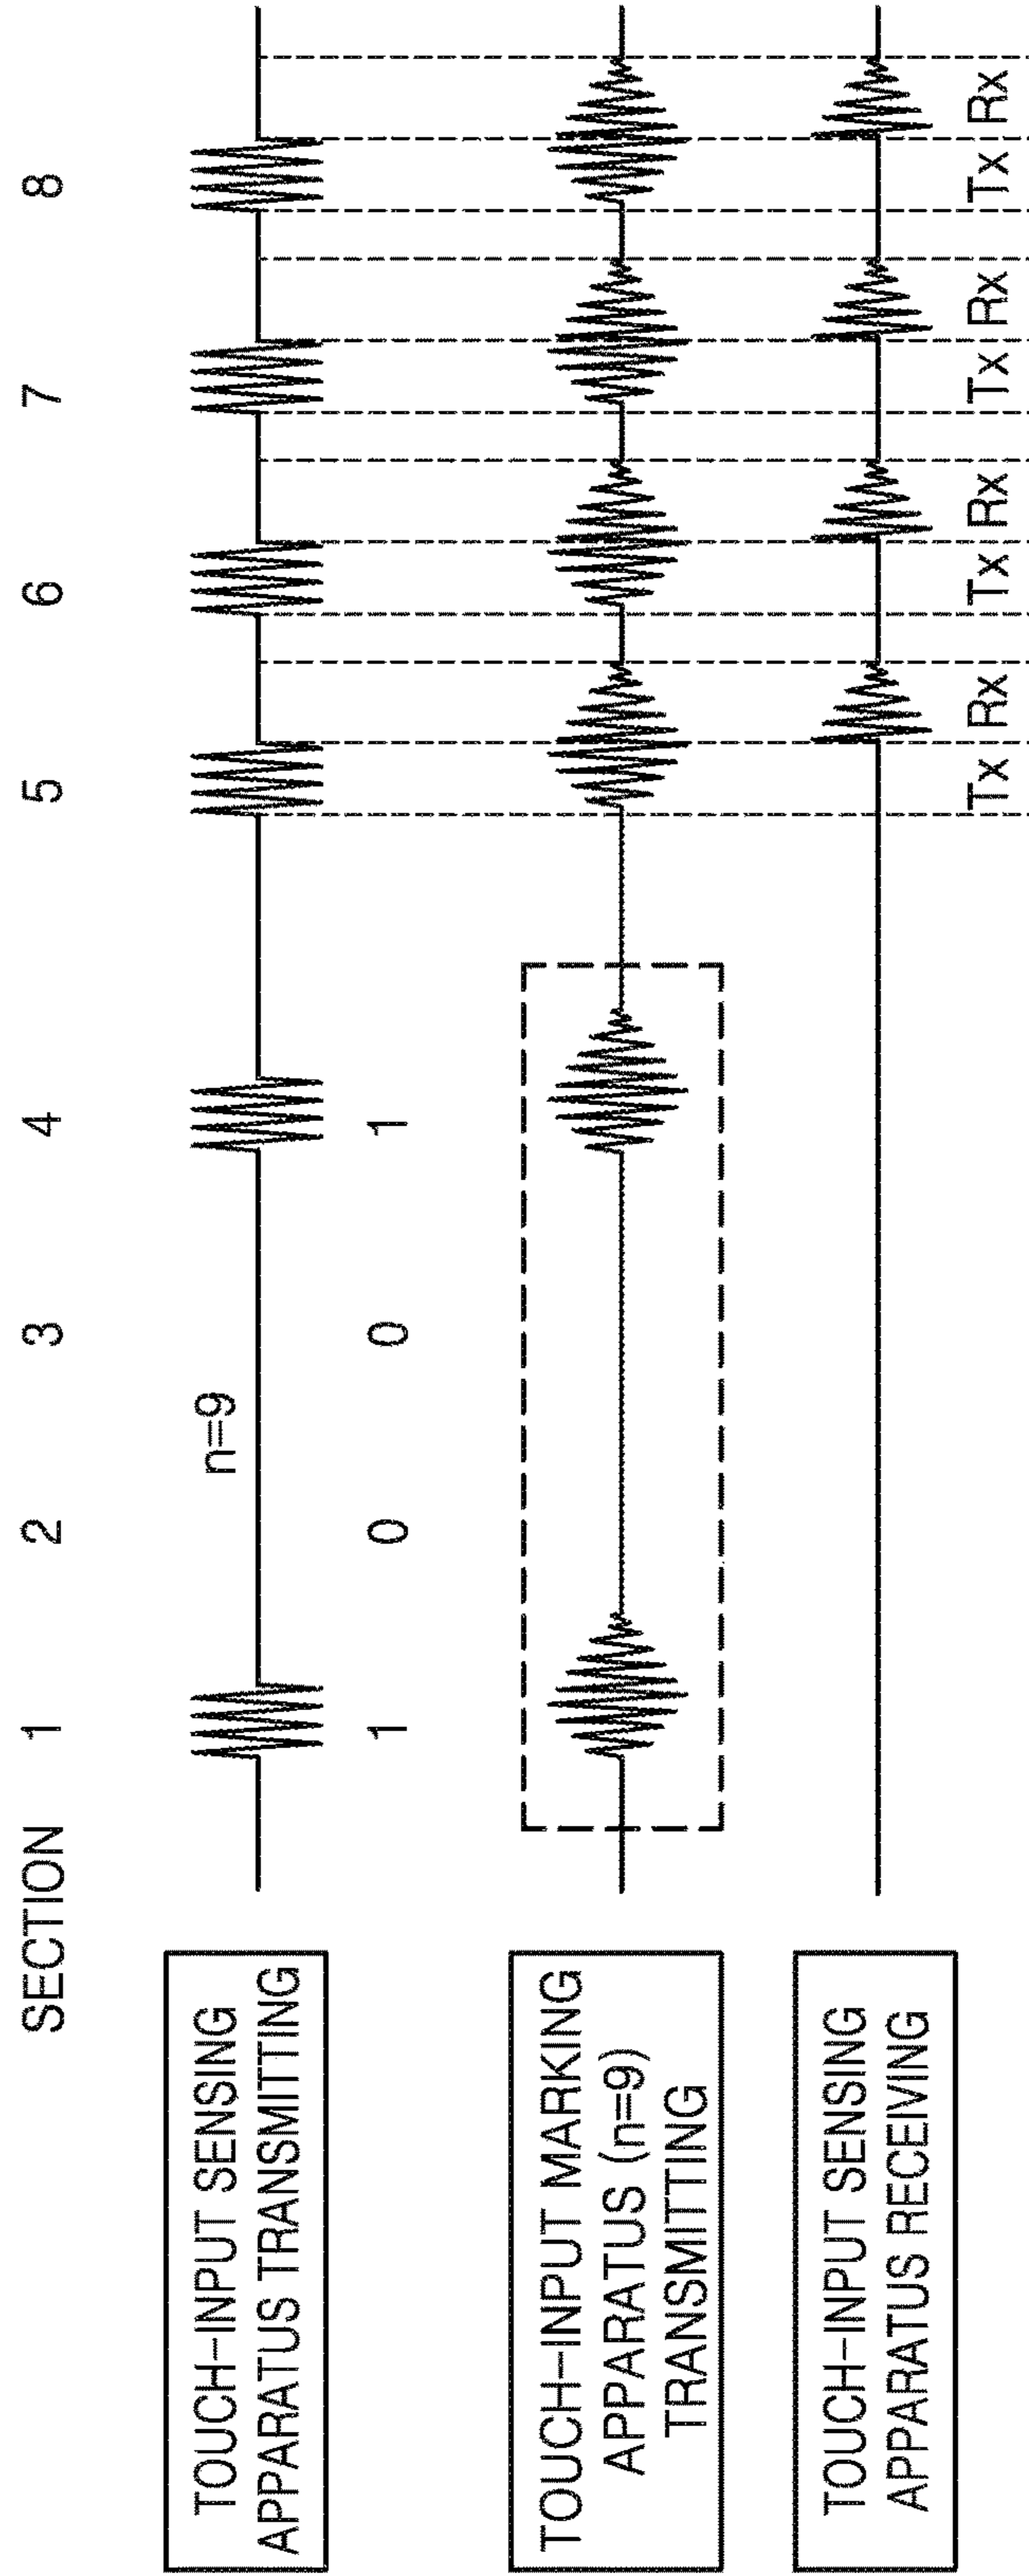 SECTION 1 2 3 4 5 6 7 8
TOUCH-INPUT SENSING
APPARATUS TRANSMITTING
n=9
1 0 0 1
TOUCH-INPUT MARKING
APPARATUS (n=9)
TRANSMITTING
TOUCH-INPUT SENSING
APPARATUS RECEIVING
Tx Rx Tx Rx Tx Rx Tx Rx